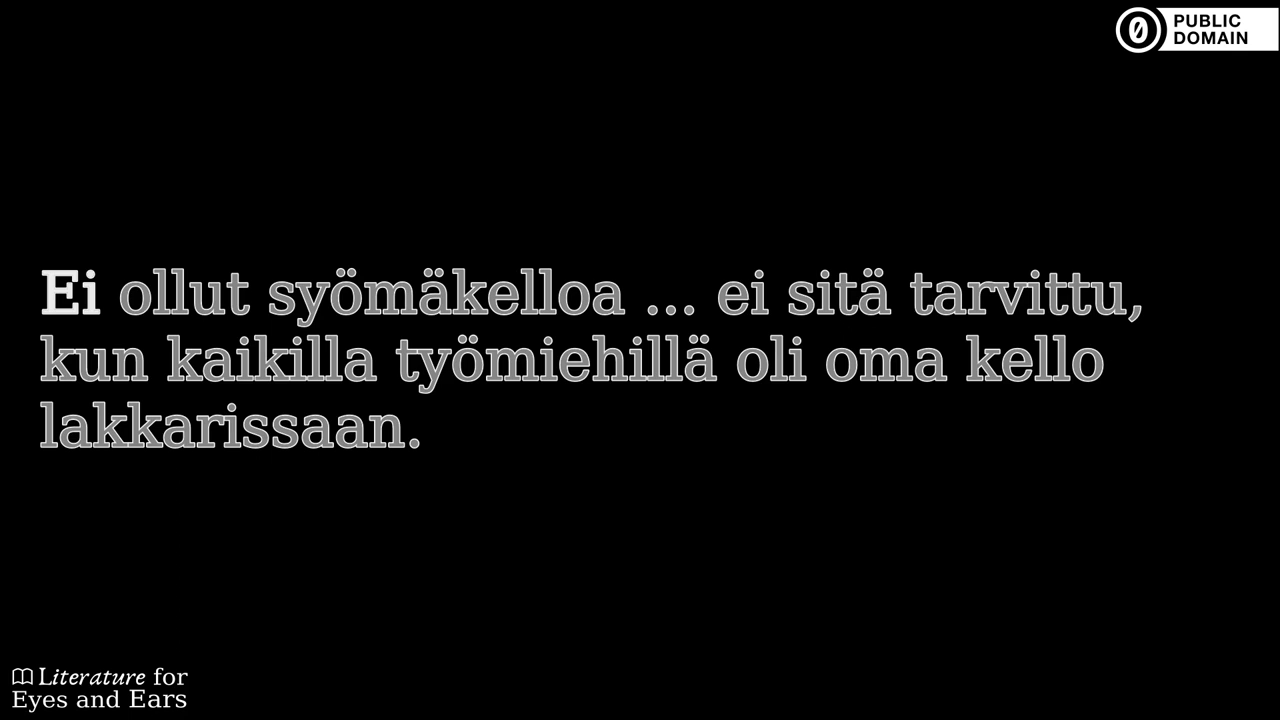 PUBLIC
DOMAIN
Ei ollut syömäkelloa ... ei sitä tarvittu,
kun kaikilla työmiehillä oli oma kello
lakkarissaan.
Literature for
Eyes and Ears